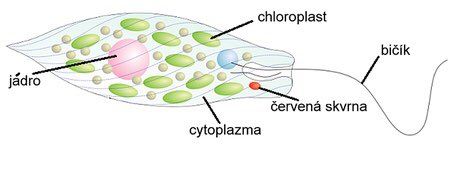 chloroplast
bičík
jádro
červená skvrna
cytoplazma